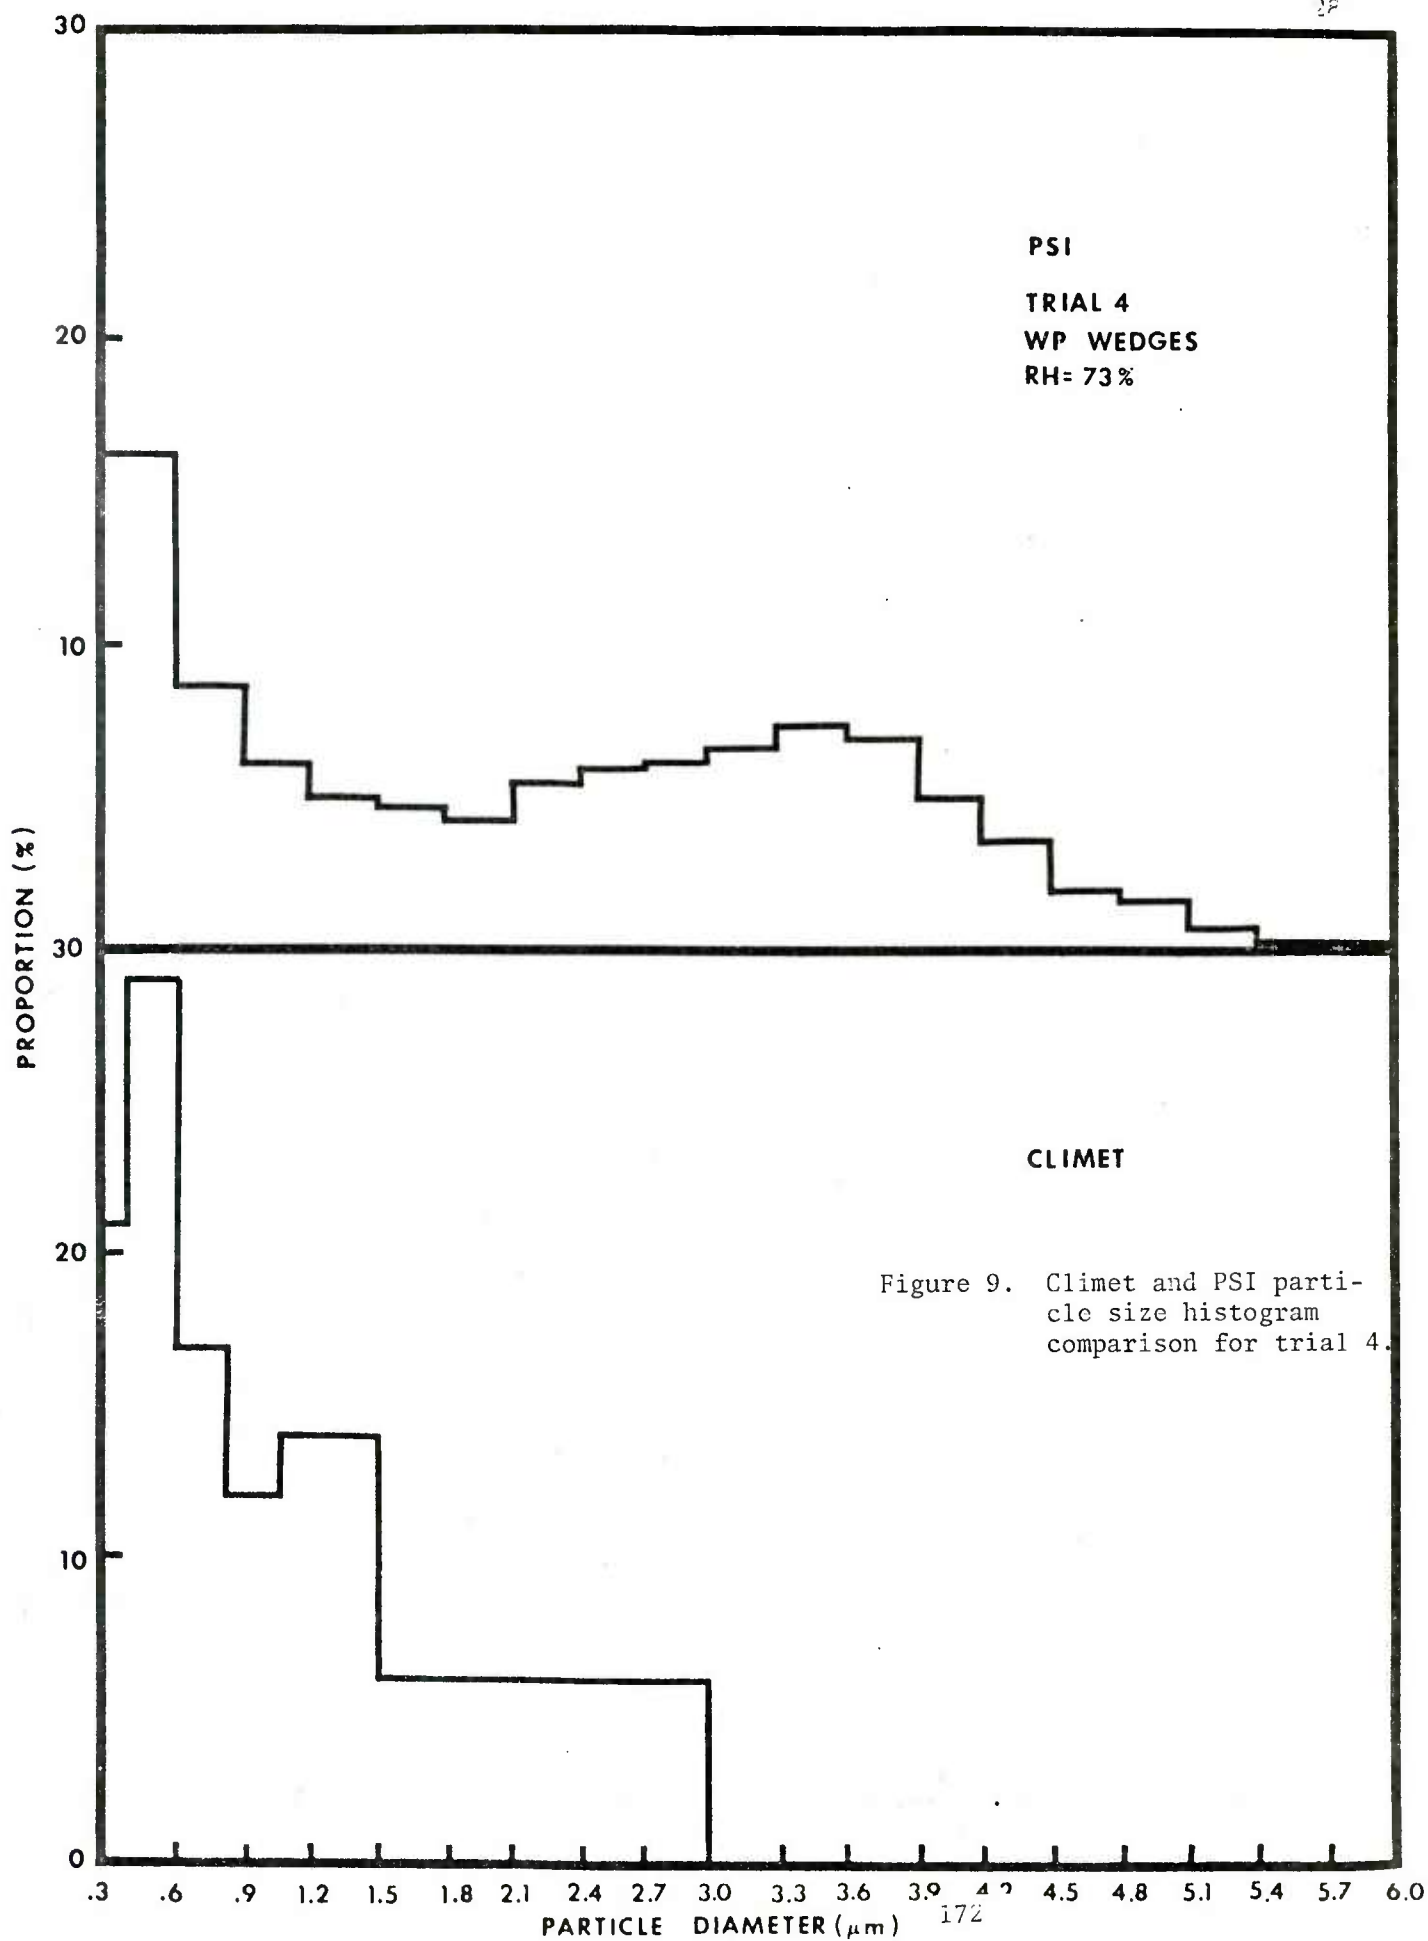 30
PSI
TRIAL 4
WP WEDGES
RH= 73%
20
10
PROPORTION (%)
30
CLIMET
20
Figure 9. Climet and PSI parti-
cle size histogram
comparison for trial 4.
10
0
.3 .6 .9 1.2 1.5 1.8 2.1 2.4 2.7 3.0 3.3 3.6 3.9 4.5 4.8 5.1 5.4 5.7 6.0
PARTICLE DIAMETER (μm)
172